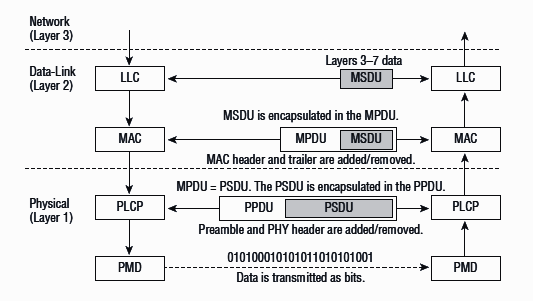 Network
(Layer 3)
Layers 3–7 data
Data-Link
(Layer 2)
LLC
MSDU
LLC
MSDU is encapsulated in the MPDU.
MAC
MPDU
MSDU
MAC
MAC header and trailer are added/removed.
MPDU = PSDU. The PSDU is encapsulated in the PPDU.
Physical
(Layer 1)
PLCP
PPDU
PSDU
PLCP
Preamble and PHY header are added/removed.
0101000101010110101010​01
PMD
PMD
Data is transmitted as bits.